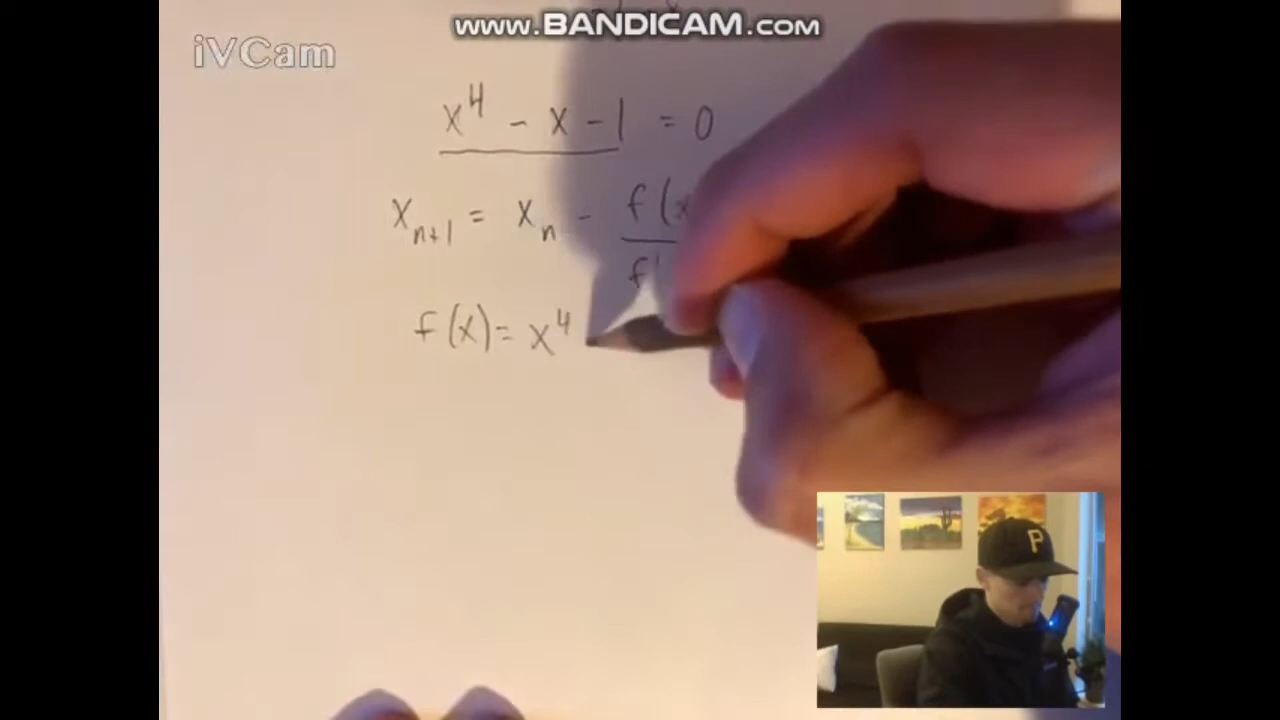 www.BANDICAM.com
iVCam
x⁴ - x - 1 = 0
xₙ₊₁ = xₙ - f(x
f'
f(x) = x⁴
P